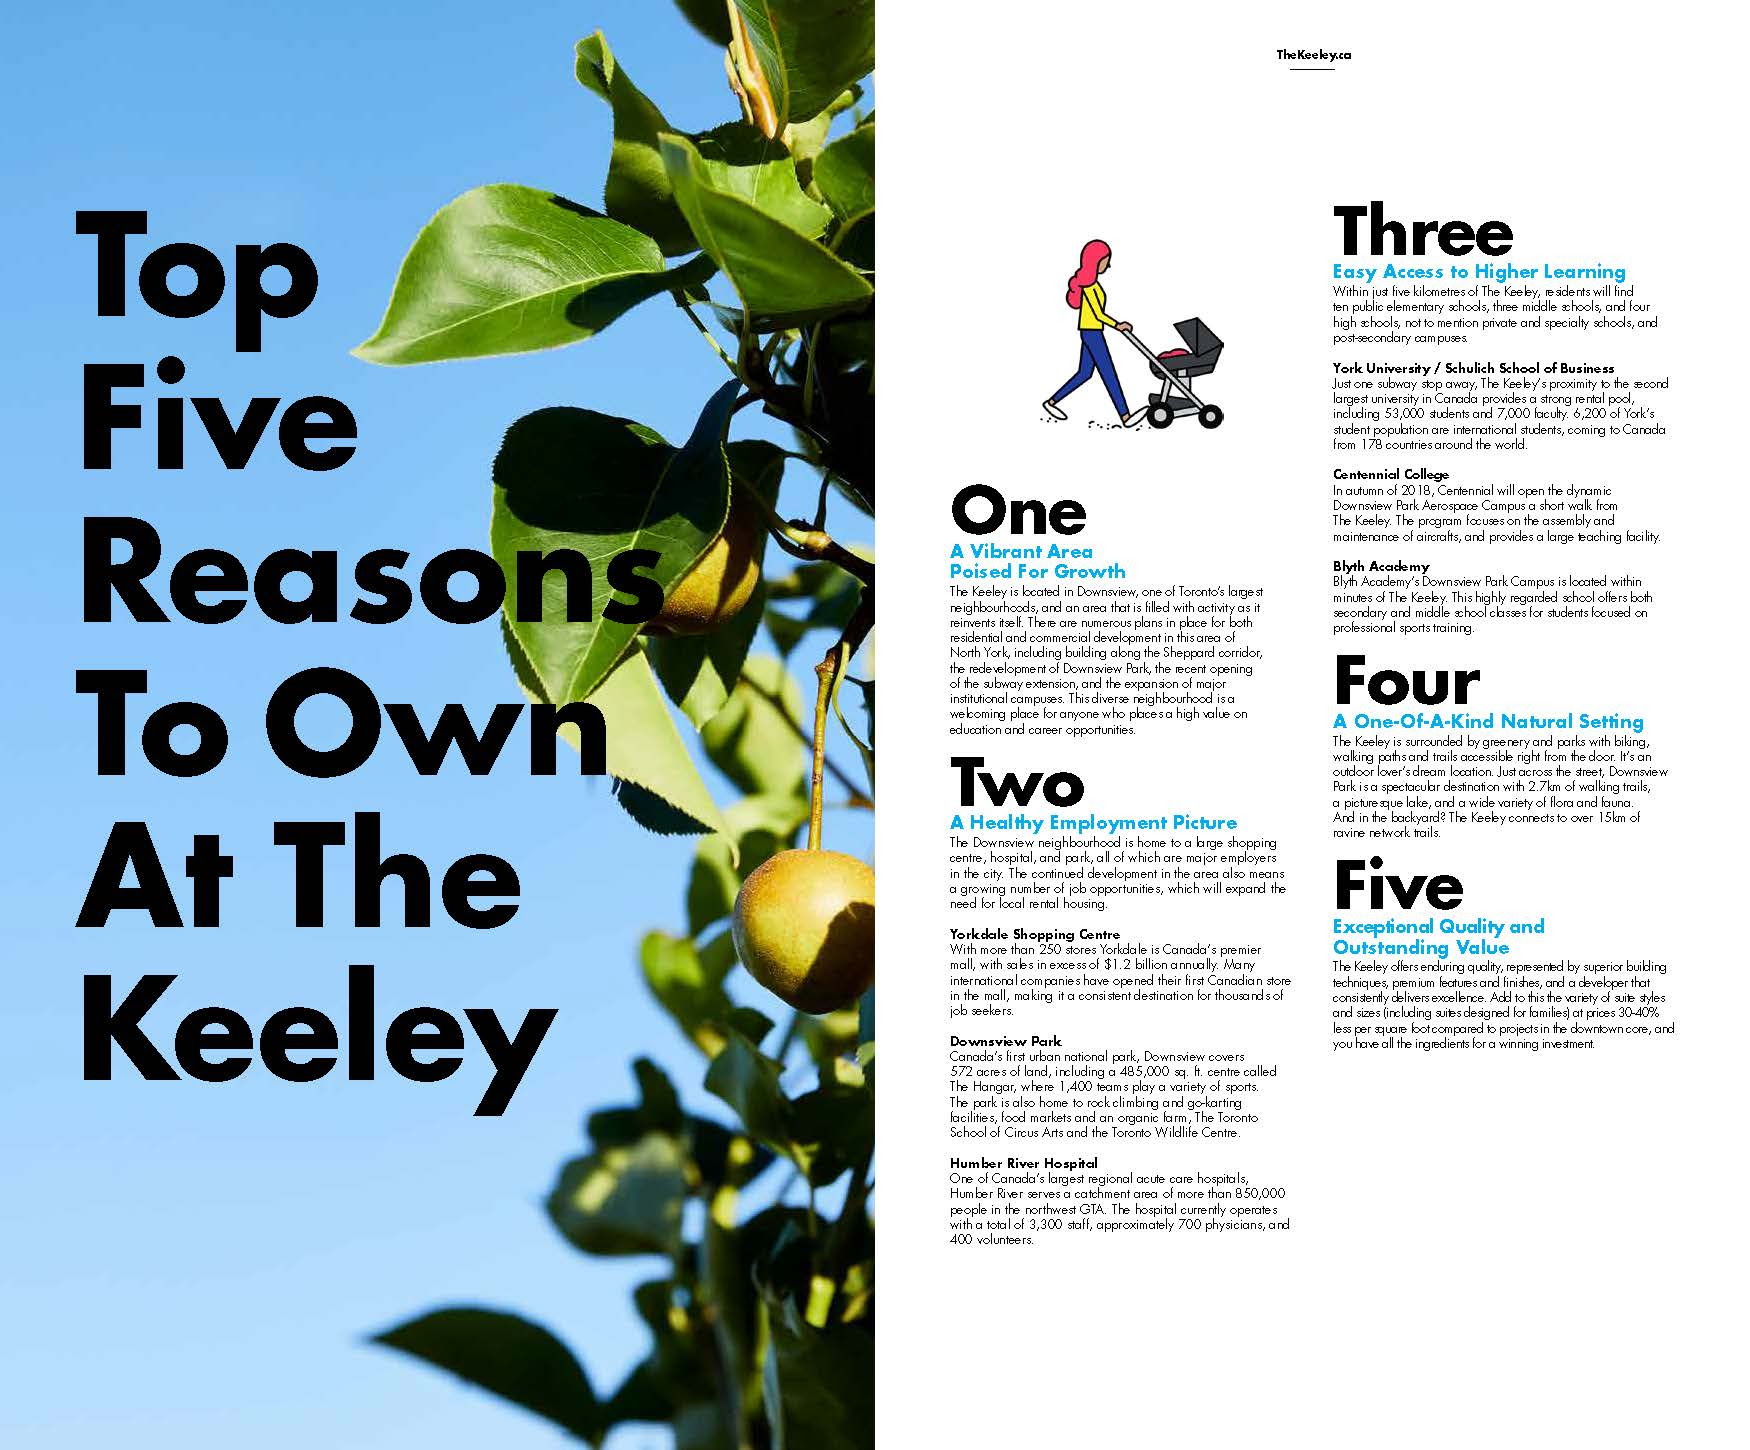 Top
Five
Reasons
To Own
At The
Keeley
TheKeeley.ca
One
A Vibrant Area
Poised For Growth
The Keeley is located in Downsview, one of Toronto's largest
neighbourhoods, and an area that is filled with activity as it
reinvents itself. There are numerous plans in place for both
residential and commercial development in this area of
North York, including building along the Sheppard corridor,
the redevelopment of Downsview Park, the recent opening
of the subway extension, and the expansion of major
institutional campuses. This diverse neighbourhood is a
welcoming place for anyone who places a high value on
education and career opportunities.
Two
A Healthy Employment Picture
The Downsview neighbourhood is home to a large shopping
centre, hospital, and park, all of which are major employers
in the city. The continued development in the area also means
a growing number of job opportunities, which will expand the
need for local rental housing.
Yorkdale Shopping Centre
With more than 250 stores Yorkdale is Canada's premier
mall, with sales in excess of $1.2 billion annually. Many
international companies have opened their first Canadian store
in the mall, making it a consistent destination for thousands of
job seekers.
Downsview Park
Canada's first urban national park, Downsview covers
572 acres of land, including a 485,000 sq. ft. centre called
The Hangar, where 1,400 teams play a variety of sports.
The park is also home to rock climbing and go-karting
facilities, food markets and an organic farm, The Toronto
School of Circus Arts and the Toronto Wildlife Centre.
Humber River Hospital
One of Canada's largest regional acute care hospitals,
Humber River serves a catchment area of more than 850,000
people in the northwest GTA. The hospital currently operates
with a total of 3,300 staff, approximately 700 physicians, and
400 volunteers.
Three
Easy Access to Higher Learning
Within just five kilometres of The Keeley, residents will find
ten public elementary schools, three middle schools, and four
high schools, not to mention private and specialty schools, and
post-secondary campuses.
York University / Schulich School of Business
Just one subway stop away, The Keeley's proximity to the second
largest university in Canada provides a strong rental pool,
including 53,000 students and 7,000 faculty. 6,200 of York's
student population are international students, coming to Canada
from 178 countries around the world.
Centennial College
In autumn of 2018, Centennial will open the dynamic
Downsview Park Aerospace Campus a short walk from
The Keeley. The program focuses on the assembly and
maintenance of aircrafts, and provides a large teaching facility.
Blyth Academy
Blyth Academy's Downsview Park Campus is located within
minutes of The Keeley. This highly regarded school offers both
secondary and middle school classes for students focused on
professional sports training.
Four
A One-Of-A-Kind Natural Setting
The Keeley is surrounded by greenery and parks with biking,
walking paths and trails accessible right from the door. It's an
outdoor lover's dream location. Just across the street, Downsview
Park is a spectacular destination with 2.7km of walking trails,
a picturesque lake, and a wide variety of flora and fauna.
And in the backyard? The Keeley connects to over 15km of
ravine network trails.
Five
Exceptional Quality and
Outstanding Value
The Keeley offers enduring quality, represented by superior building
techniques, premium features and finishes, and a developer that
consistently delivers excellence. Add to this the variety of suite styles
and sizes (including suites designed for families) at prices 30-40%
less per square foot compared to projects in the downtown core, and
you have all the ingredients for a winning investment.